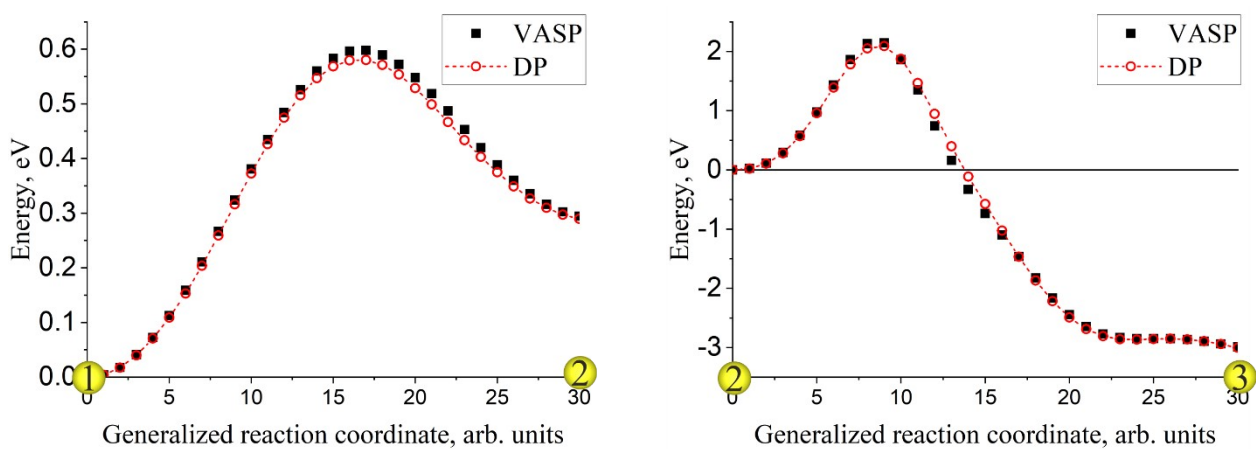 VASP
DP
Energy, eV
0.6
0.5
0.4
0.3
0.2
0.1
0.0
1
2
0 5 10 15 20 25 30
Generalized reaction coordinate, arb. units
VASP
DP
Energy, eV
2
1
0
-1
-2
-3
2
3
0 5 10 15 20 25 30
Generalized reaction coordinate, arb. units